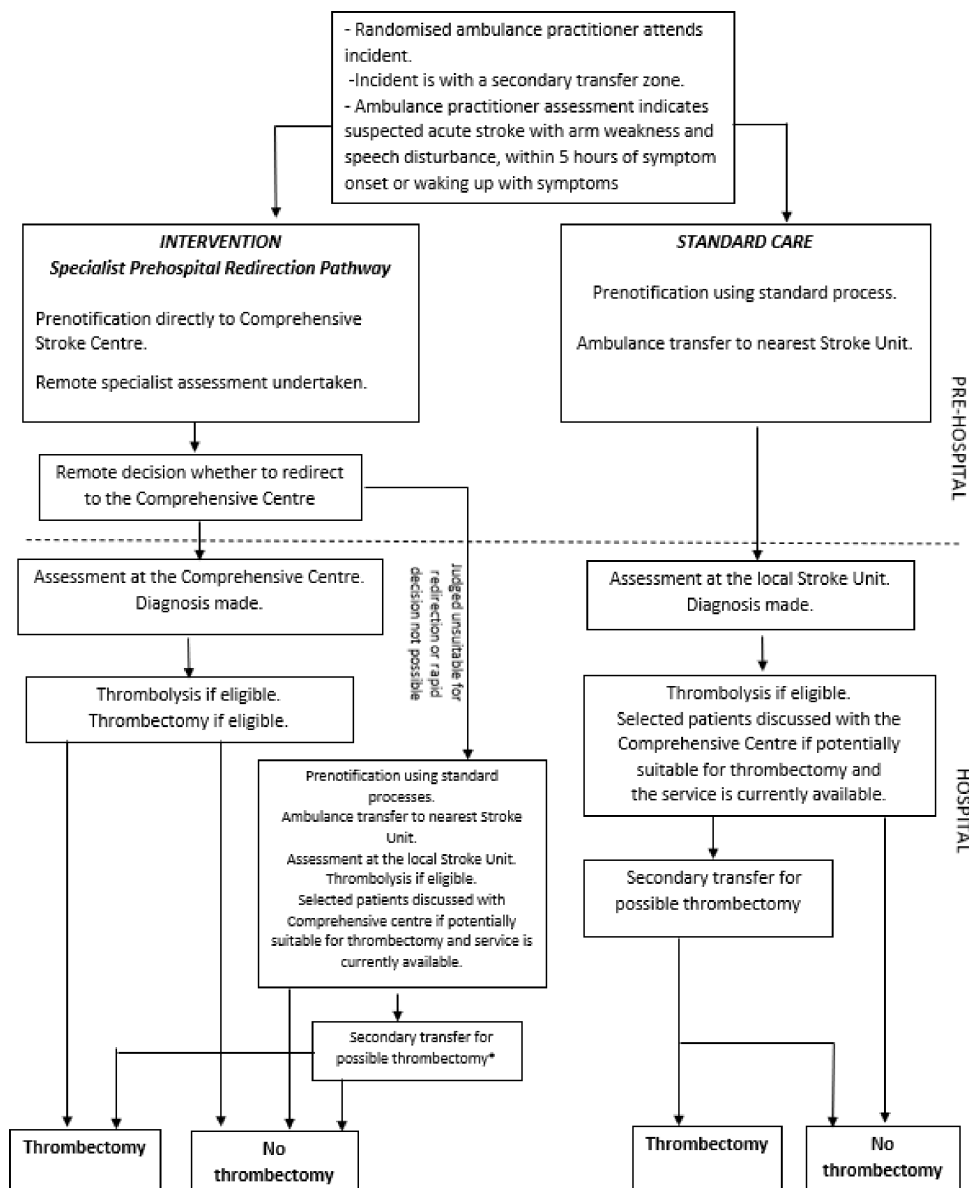 - Randomised ambulance practitioner attends
incident.
-Incident is with a secondary transfer zone.
- Ambulance practitioner assessment indicates
suspected acute stroke with arm weakness and
speech disturbance, within 5 hours of symptom
onset or waking up with symptoms
INTERVENTION
Specialist Prehospital Redirection Pathway
Prenotification directly to Comprehensive
Stroke Centre.
Remote specialist assessment undertaken.
STANDARD CARE
Prenotification using standard process.
Ambulance transfer to nearest Stroke Unit.
PRE-HOSPITAL
Remote decision whether to redirect
to the Comprehensive Centre
Assessment at the Comprehensive Centre.
Diagnosis made.
Judged unsuitable for
redirection or rapid
decision not possible
Assessment at the local Stroke Unit.
Diagnosis made.
Thrombolysis if eligible.
Thrombectomy if eligible.
Thrombolysis if eligible.
Selected patients discussed with the
Comprehensive Centre if potentially
suitable for thrombectomy and
the service is currently available.
HOSPITAL
Prenotification using standard
processes.
Ambulance transfer to nearest Stroke
Unit.
Assessment at the local Stroke Unit.
Thrombolysis if eligible.
Selected patients discussed with
Comprehensive centre if potentially
suitable for thrombectomy and service is
currently available.
Secondary transfer for
possible thrombectomy
Secondary transfer for
possible thrombectomy*
Thrombectomy
No
thrombectomy
Thrombectomy
No
thrombectomy